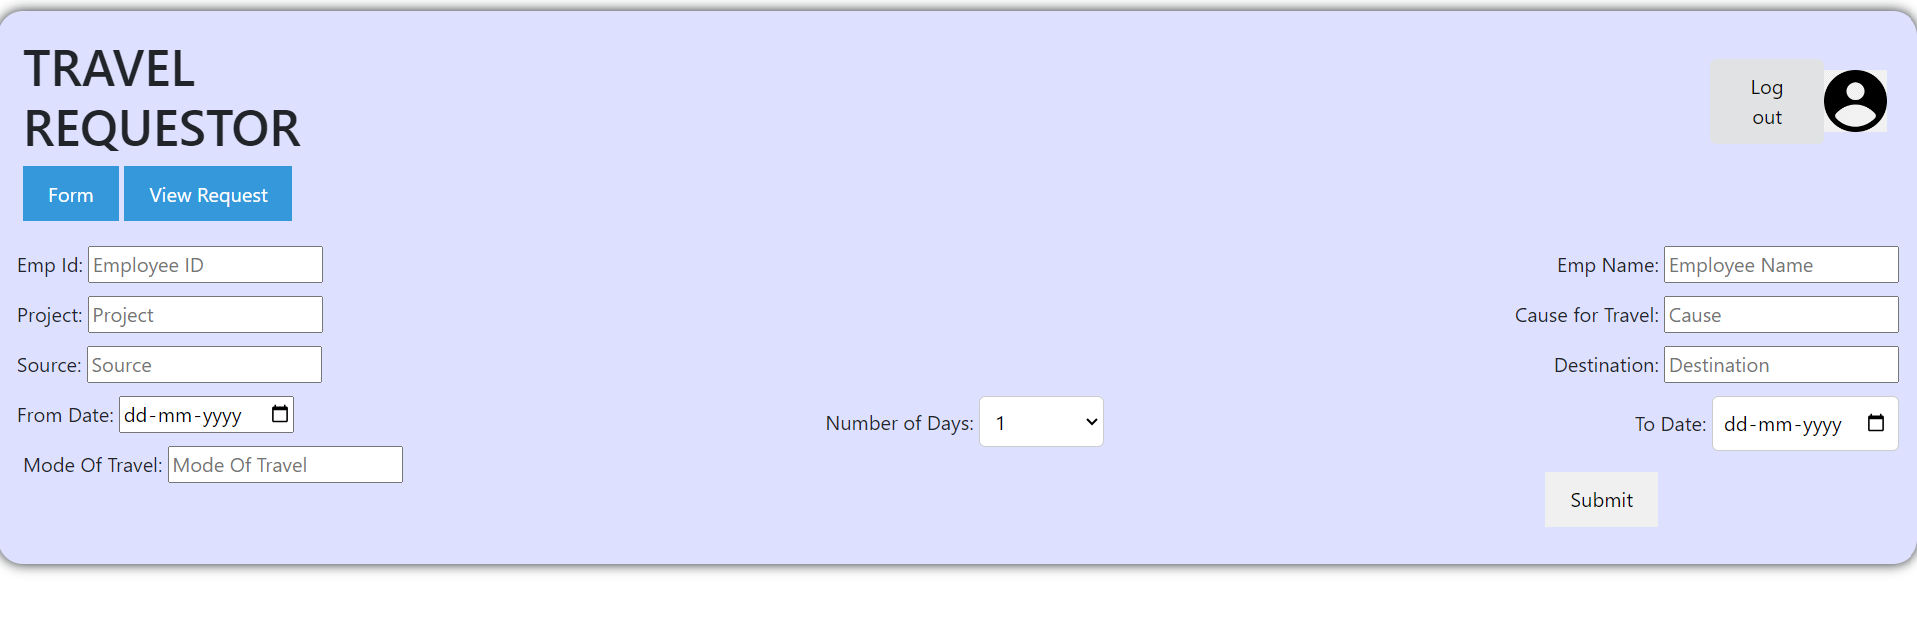 TRAVEL
REQUESTOR
Log
out
Form View Request
Emp Id: Employee ID Emp Name: Employee Name
Project: Project Cause for Travel: Cause
Source: Source Destination: Destination
From Date: dd-mm-yyyy Number of Days: 1 To Date: dd-mm-yyyy
Mode Of Travel: Mode Of Travel
Submit